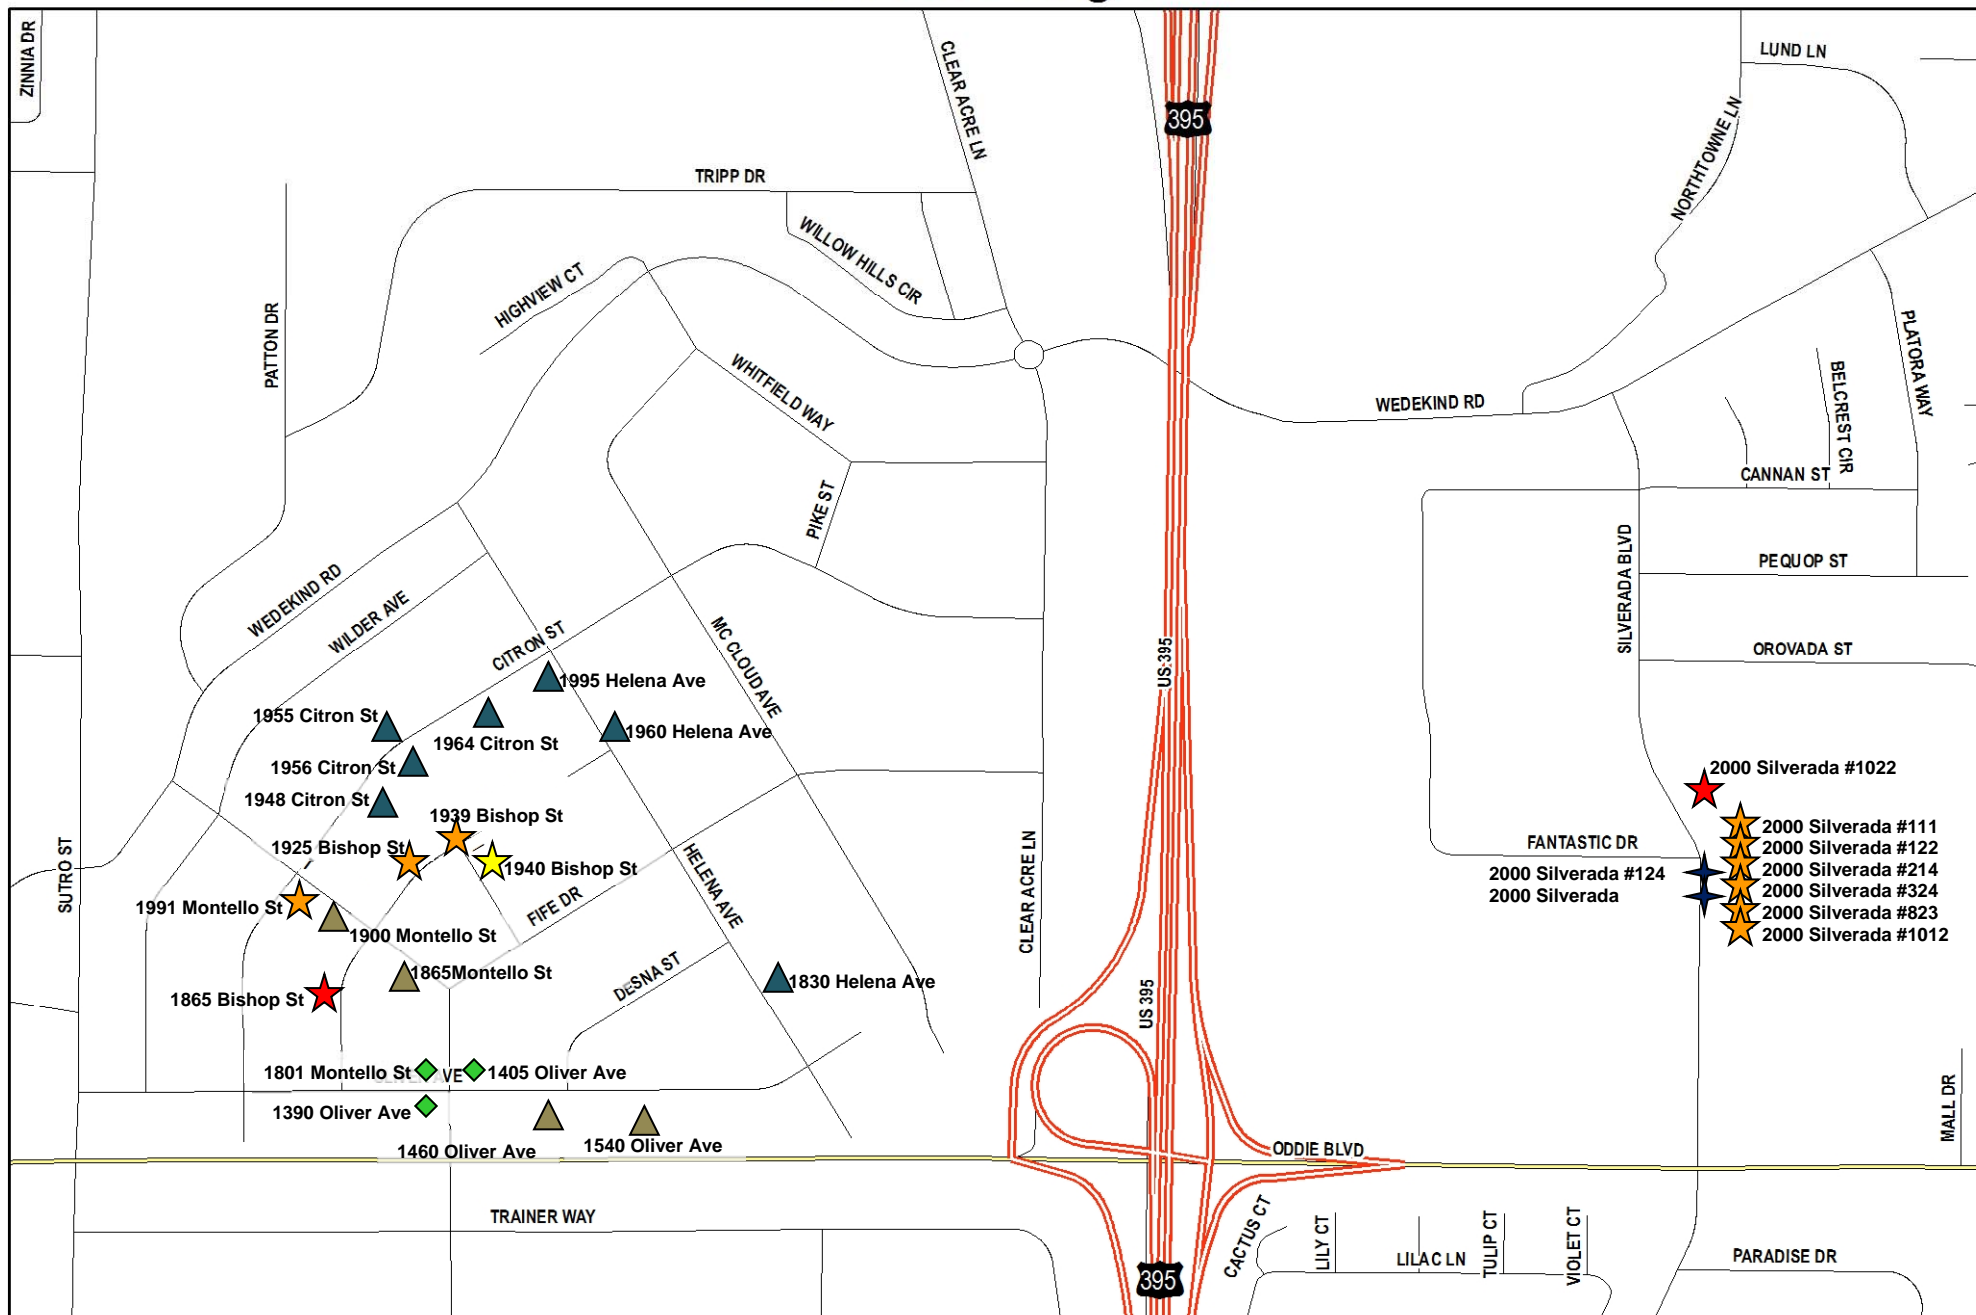 ZINNIA DR
CLEAR ACRE LN
395
LUND LN
NORTHTOWNE LN
TRIPP DR
WILLOW HILLS CIR
HIGHVIEW CT
PATTON DR
WHITFIELD WAY
WEDEKIND RD
PLATORA WAY
BELCREST CIR
CANNAN ST
PIKE ST
SILVERADA BLVD
PEQUOP ST
WEDEKIND RD
WILDER AVE
CITRON ST
MC CLOUD AVE
US 395
OROVADA ST
1995 Helena Ave
1955 Citron St
1964 Citron St
1960 Helena Ave
1956 Citron St
1948 Citron St
2000 Silverada #1022
1939 Bishop St
1925 Bishop St
1940 Bishop St
SUTRO ST
HELENA AVE
FIFE DR
CLEAR ACRE LN
FANTASTIC DR
2000 Silverada #111
2000 Silverada #122
2000 Silverada #124
2000 Silverada #214
2000 Silverada
2000 Silverada #324
2000 Silverada #823
2000 Silverada #1012
1991 Montello St
1900 Montello St
1865Montello St
1865 Bishop St
DESNA ST
1830 Helena Ave
US 395
1801 Montello St
AVE
1405 Oliver Ave
1390 Oliver Ave
1460 Oliver Ave
1540 Oliver Ave
ODDIE BLVD
MALL DR
TRAINER WAY
395
CACTUS CT
LILY CT
LILAC LN
TULIP CT
VIOLET CT
PARADISE DR